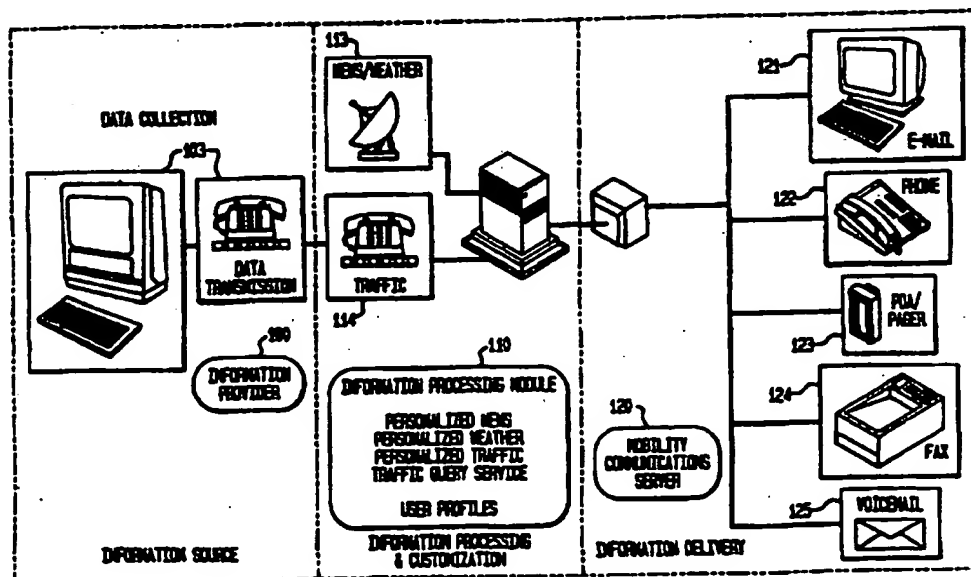 DATA COLLECTION
103
DATA
TRANSMISSION
100
INFORMATION
PROVIDER
INFORMATION SOURCE
113
NEWS/WEATHER
TRAFFIC
114
110
INFORMATION PROCESSING MODULE
PERSONALIZED NEWS
PERSONALIZED WEATHER
PERSONALIZED TRAFFIC
TRAFFIC QUERY SERVICE
USER PROFILES
INFORMATION PROCESSING
& CUSTOMIZATION
120
MOBILITY
COMMUNICATIONS
SERVER
INFORMATION DELIVERY
121
E-MAIL
122
PHONE
PDA/
PAGER
123
124
FAX
125
VOICEMAIL